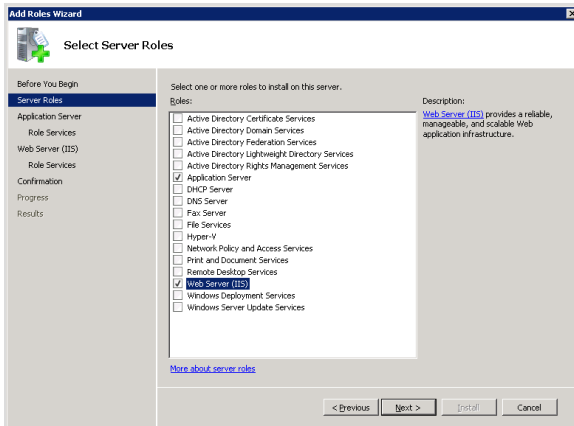 Add Roles Wizard
Select Server Roles
Before You Begin
Server Roles
Application Server
Role Services
Web Server (IIS)
Role Services
Confirmation
Progress
Results
Select one or more roles to install on this server.
Roles:
Active Directory Certificate Services
Active Directory Domain Services
Active Directory Federation Services
Active Directory Lightweight Directory Services
Active Directory Rights Management Services
Application Server
DHCP Server
DNS Server
Fax Server
File Services
Hyper-V
Network Policy and Access Services
Print and Document Services
Remote Desktop Services
Web Server (IIS)
Windows Deployment Services
Windows Server Update Services
More about server roles
Description:
Web Server (IIS) provides a reliable,
manageable, and scalable Web
application infrastructure.
< Previous
Next >
Install
Cancel